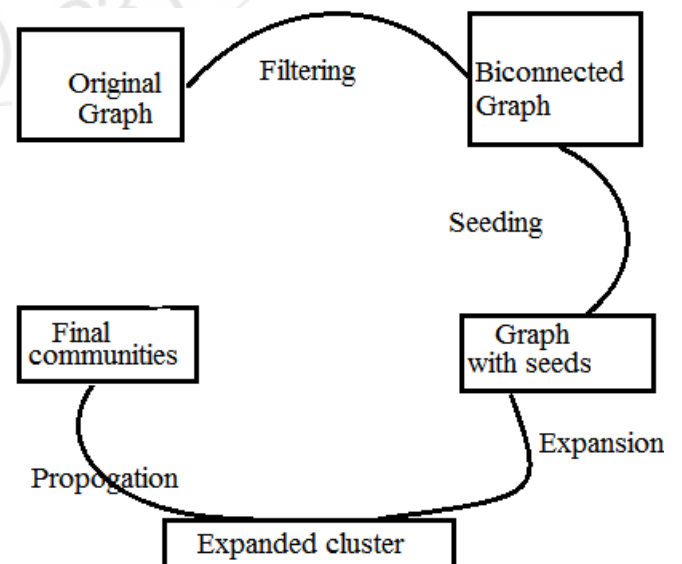 Original
Graph
Filtering
Biconnected
Graph
Seeding
Graph
with seeds
Expansion
Expanded cluster
Propogation
Final
communities